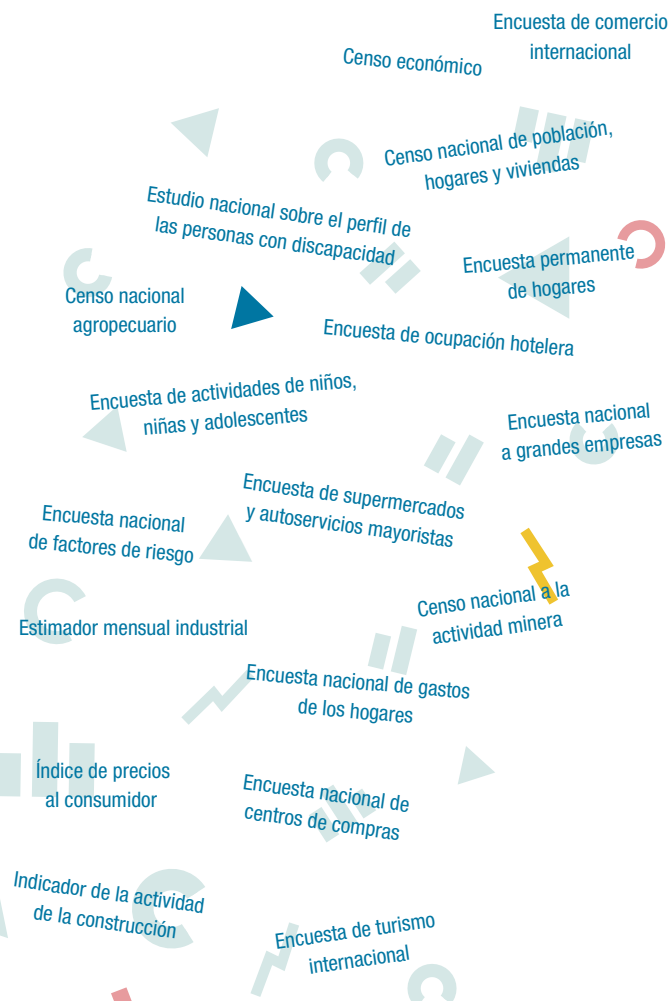 Encuesta de comercio
internacional
Censo económico
Censo nacional de población,
hogares y viviendas
Estudio nacional sobre el perfil de
las personas con discapacidad
Encuesta permanente
de hogares
Censo nacional
agropecuario
Encuesta de ocupación hotelera
Encuesta de actividades de niños,
niñas y adolescentes
Encuesta nacional
a grandes empresas
Encuesta de supermercados
y autoservicios mayoristas
Encuesta nacional
de factores de riesgo
Censo nacional a la
actividad minera
Estimador mensual industrial
Encuesta nacional de gastos
de los hogares
Índice de precios
al consumidor
Encuesta nacional de
centros de compras
Indicador de la actividad
de la construcción
Encuesta de turismo
internacional